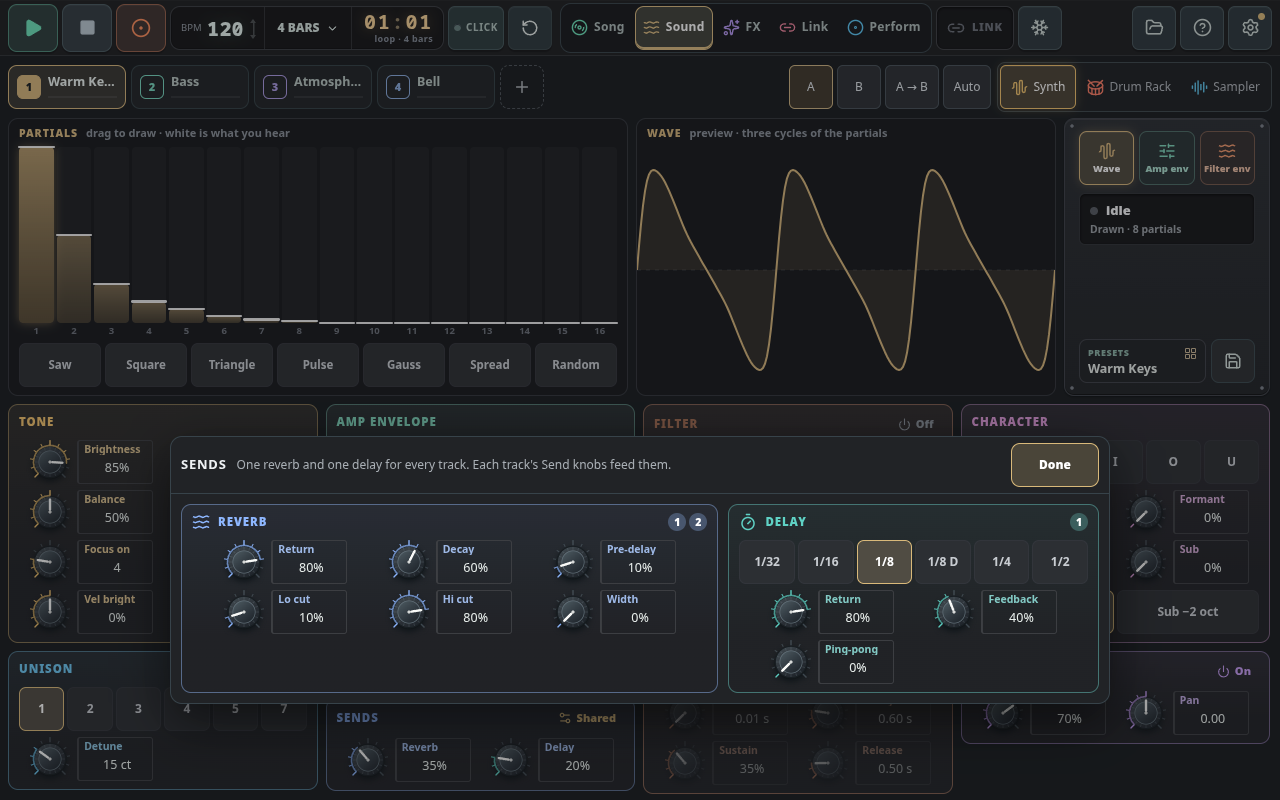 BPM 120 4 BARS 01:01 loop · 4 bars CLICK Song Sound FX Link Perform LINK
1 Warm Ke... 2 Bass 3 Atmosph... 4 Bell + A B A → B Auto Synth Drum Rack Sampler
PARTIALS drag to draw · white is what you hear
1 2 3 4 5 6 7 8 9 10 11 12 13 14 15 16
Saw Square Triangle Pulse Gauss Spread Random
WAVE preview · three cycles of the partials
Wave Amp env Filter env
Idle
Drawn · 8 partials
PRESETS
Warm Keys
TONE
Brightness
85%
Balance
50%
Focus on
4
Vel bright
0%
AMP ENVELOPE
FILTER Off
CHARACTER
I O U
Formant
0%
Sub
0%
Sub −2 oct
SENDS One reverb and one delay for every track. Each track's Send knobs feed them. Done
REVERB 1 2
Return
80%
Decay
60%
Pre-delay
10%
Lo cut
10%
Hi cut
80%
Width
0%
DELAY 1
1/32 1/16 1/8 1/8 D 1/4 1/2
Return
80%
Feedback
40%
Ping-pong
0%
UNISON
1 2 3 4 5 7
Detune
15 ct
SENDS Shared
Reverb
35%
Delay
20%
0.01 s 0.60 s
Sustain
35%
Release
0.50 s
On
70%
Pan
0.00